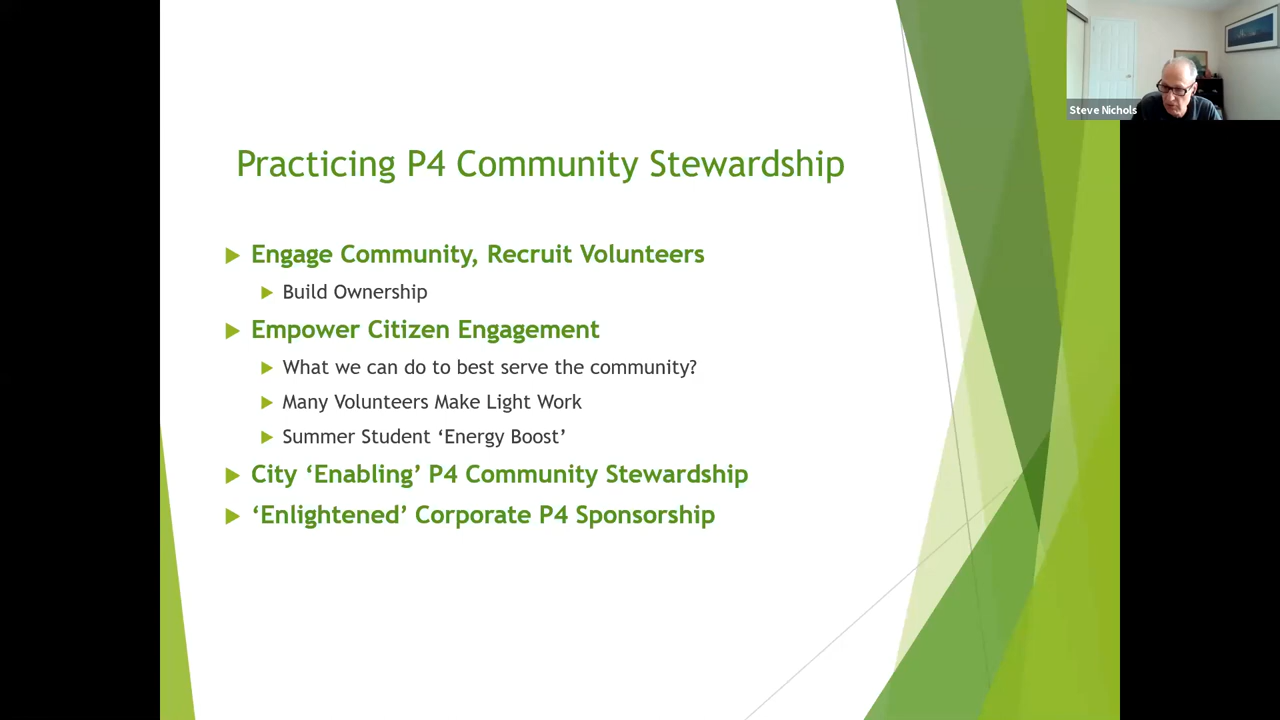 Steve Nichols
Practicing P4 Community Stewardship
Engage Community, Recruit Volunteers
Build Ownership
Empower Citizen Engagement
What we can do to best serve the community?
Many Volunteers Make Light Work
Summer Student ‘Energy Boost’
City ‘Enabling’ P4 Community Stewardship
‘Enlightened’ Corporate P4 Sponsorship